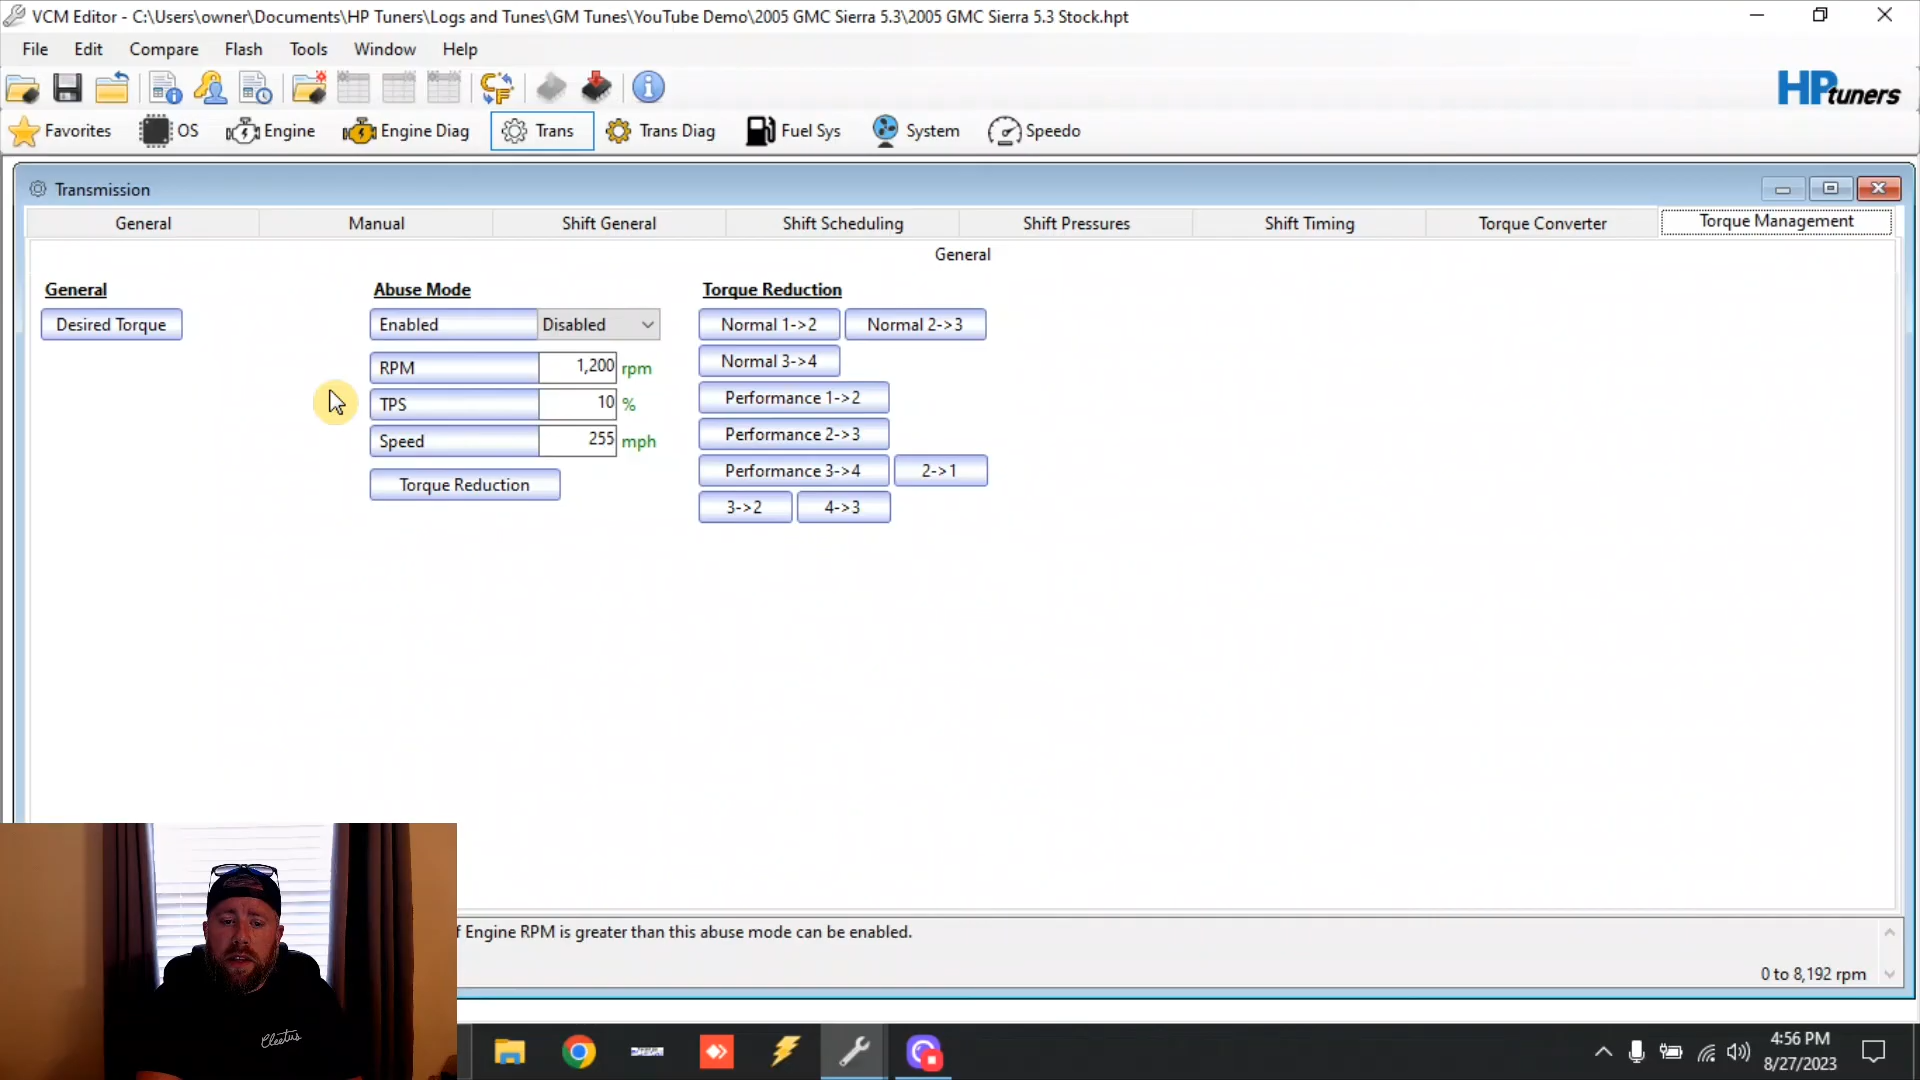 VCM Editor - C:\Users\owner\Documents\HP Tuners\Logs and Tunes\GM Tunes\YouTube Demo\2005 GMC Sierra 5.3\2005 GMC Sierra 5.3 Stock.hpt
File Edit Compare Flash Tools Window Help
HPtuners
Favorites OS Engine Engine Diag Trans Trans Diag Fuel Sys System Speedo
Transmission
General Manual Shift General Shift Scheduling Shift Pressures Shift Timing Torque Converter Torque Management
General
General Abuse Mode Torque Reduction
Desired Torque Enabled Disabled Normal 1->2 Normal 2->3
RPM 1,200 rpm Normal 3->4
TPS 10 % Performance 1->2
Speed 255 mph Performance 2->3
Torque Reduction Performance 3->4 2->1
3->2 4->3
f Engine RPM is greater than this abuse mode can be enabled.
0 to 8,192 rpm
Cleetus
4:56 PM
8/27/2023